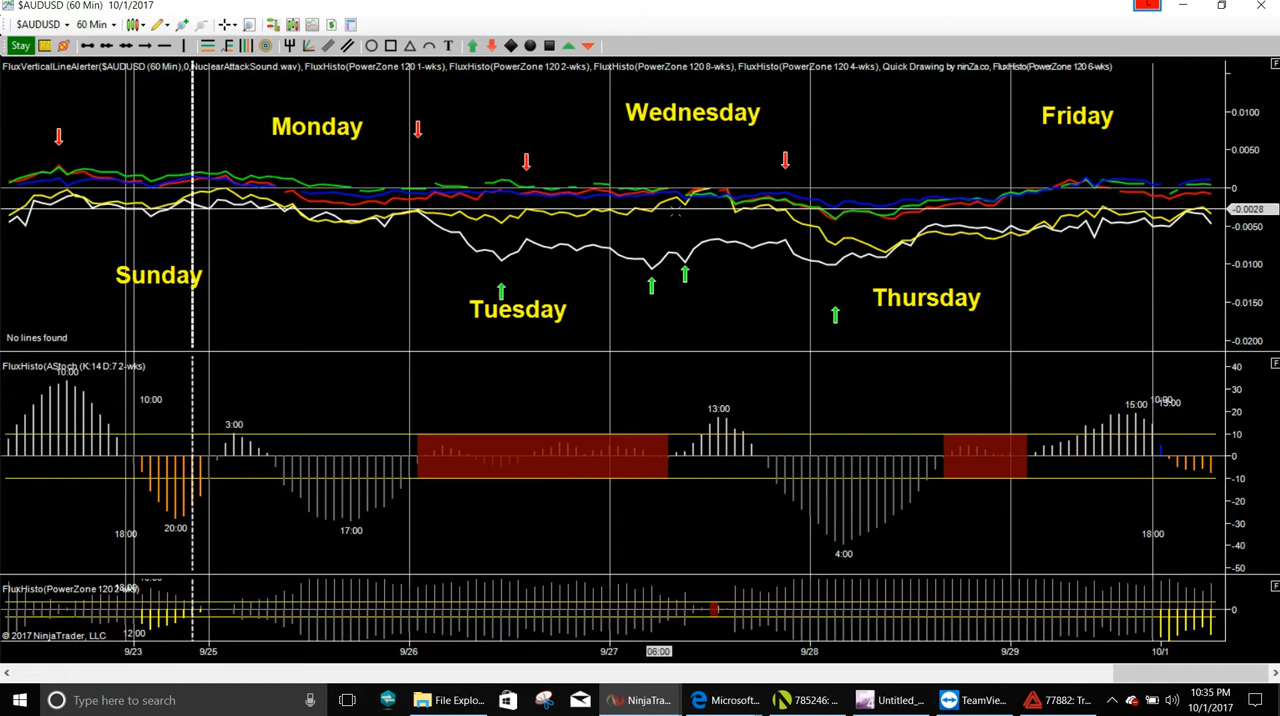 $AUDUSD (60 Min) 10/1/2017
$AUDUSD 60 Min
Stay T
FluxVerticalLineAlerter($AUDUSD (60 Min),0,NuclearAttackSound.wav), FluxHisto(PowerZone 120 1-wks), FluxHisto(PowerZone 120 2-wks), FluxHisto(PowerZone 120 8-wks), FluxHisto(PowerZone 120 4-wks), Quick Drawing by ninZa.co, FluxHisto(PowerZone 120 6-wks)
F
Monday
Wednesday
Friday
0.0100
0.0050
0
-0.0028
-0.0050
Sunday
-0.0100
Tuesday
Thursday
-0.0150
No lines found
-0.0200
FluxHisto(AStoch (K:14 D:7 2-wks)
F
10:00
10:00
3:00
13:00
15:00
40
30
20
10
0
-10
-20
-30
-40
-50
20:00
18:00
17:00
4:00
18:00
FluxHisto(PowerZone 120 2-wks)
F
0
12:00
© 2017 NinjaTrader, LLC
9/23 9/25 9/26 9/27 06:00 9/28 9/29 10/1
Type here to search
File Explo...
NinjaTra...
Microsoft...
785246: ...
Untitled_...
TeamVie...
77882: Tr...
10:35 PM
10/1/2017